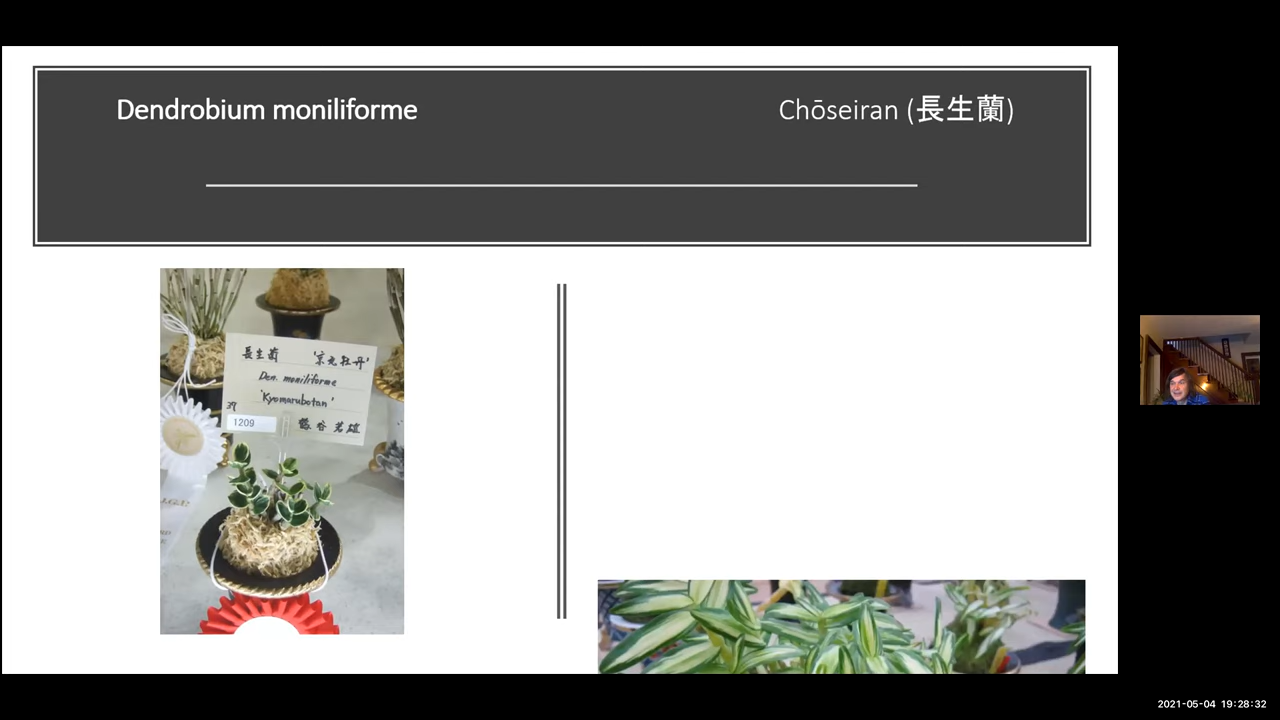 Dendrobium moniliforme
Chōseiran (長生蘭)
長生蘭 '京丸牡丹'
Den. moniliforme
'Kyomarubotan'
39
1209
2021-05-04 19:28:32